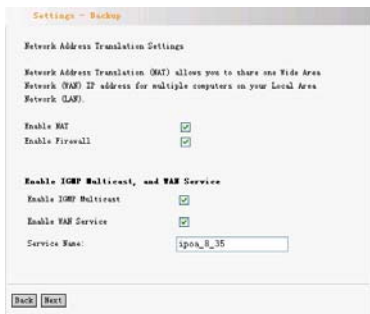 Settings - Backup
Network Address Translation Settings
Network Address Translation (NAT) allows you to share one Wide Area
Network (WAN) IP address for multiple computers on your Local Area
Network (LAN).
Enable NAT
Enable Firewall
Enable IGMP Multicast, and WAN Service
Enable IGMP Multicast
Enable WAN Service
Service Name: ipoa_8_35
Back Next